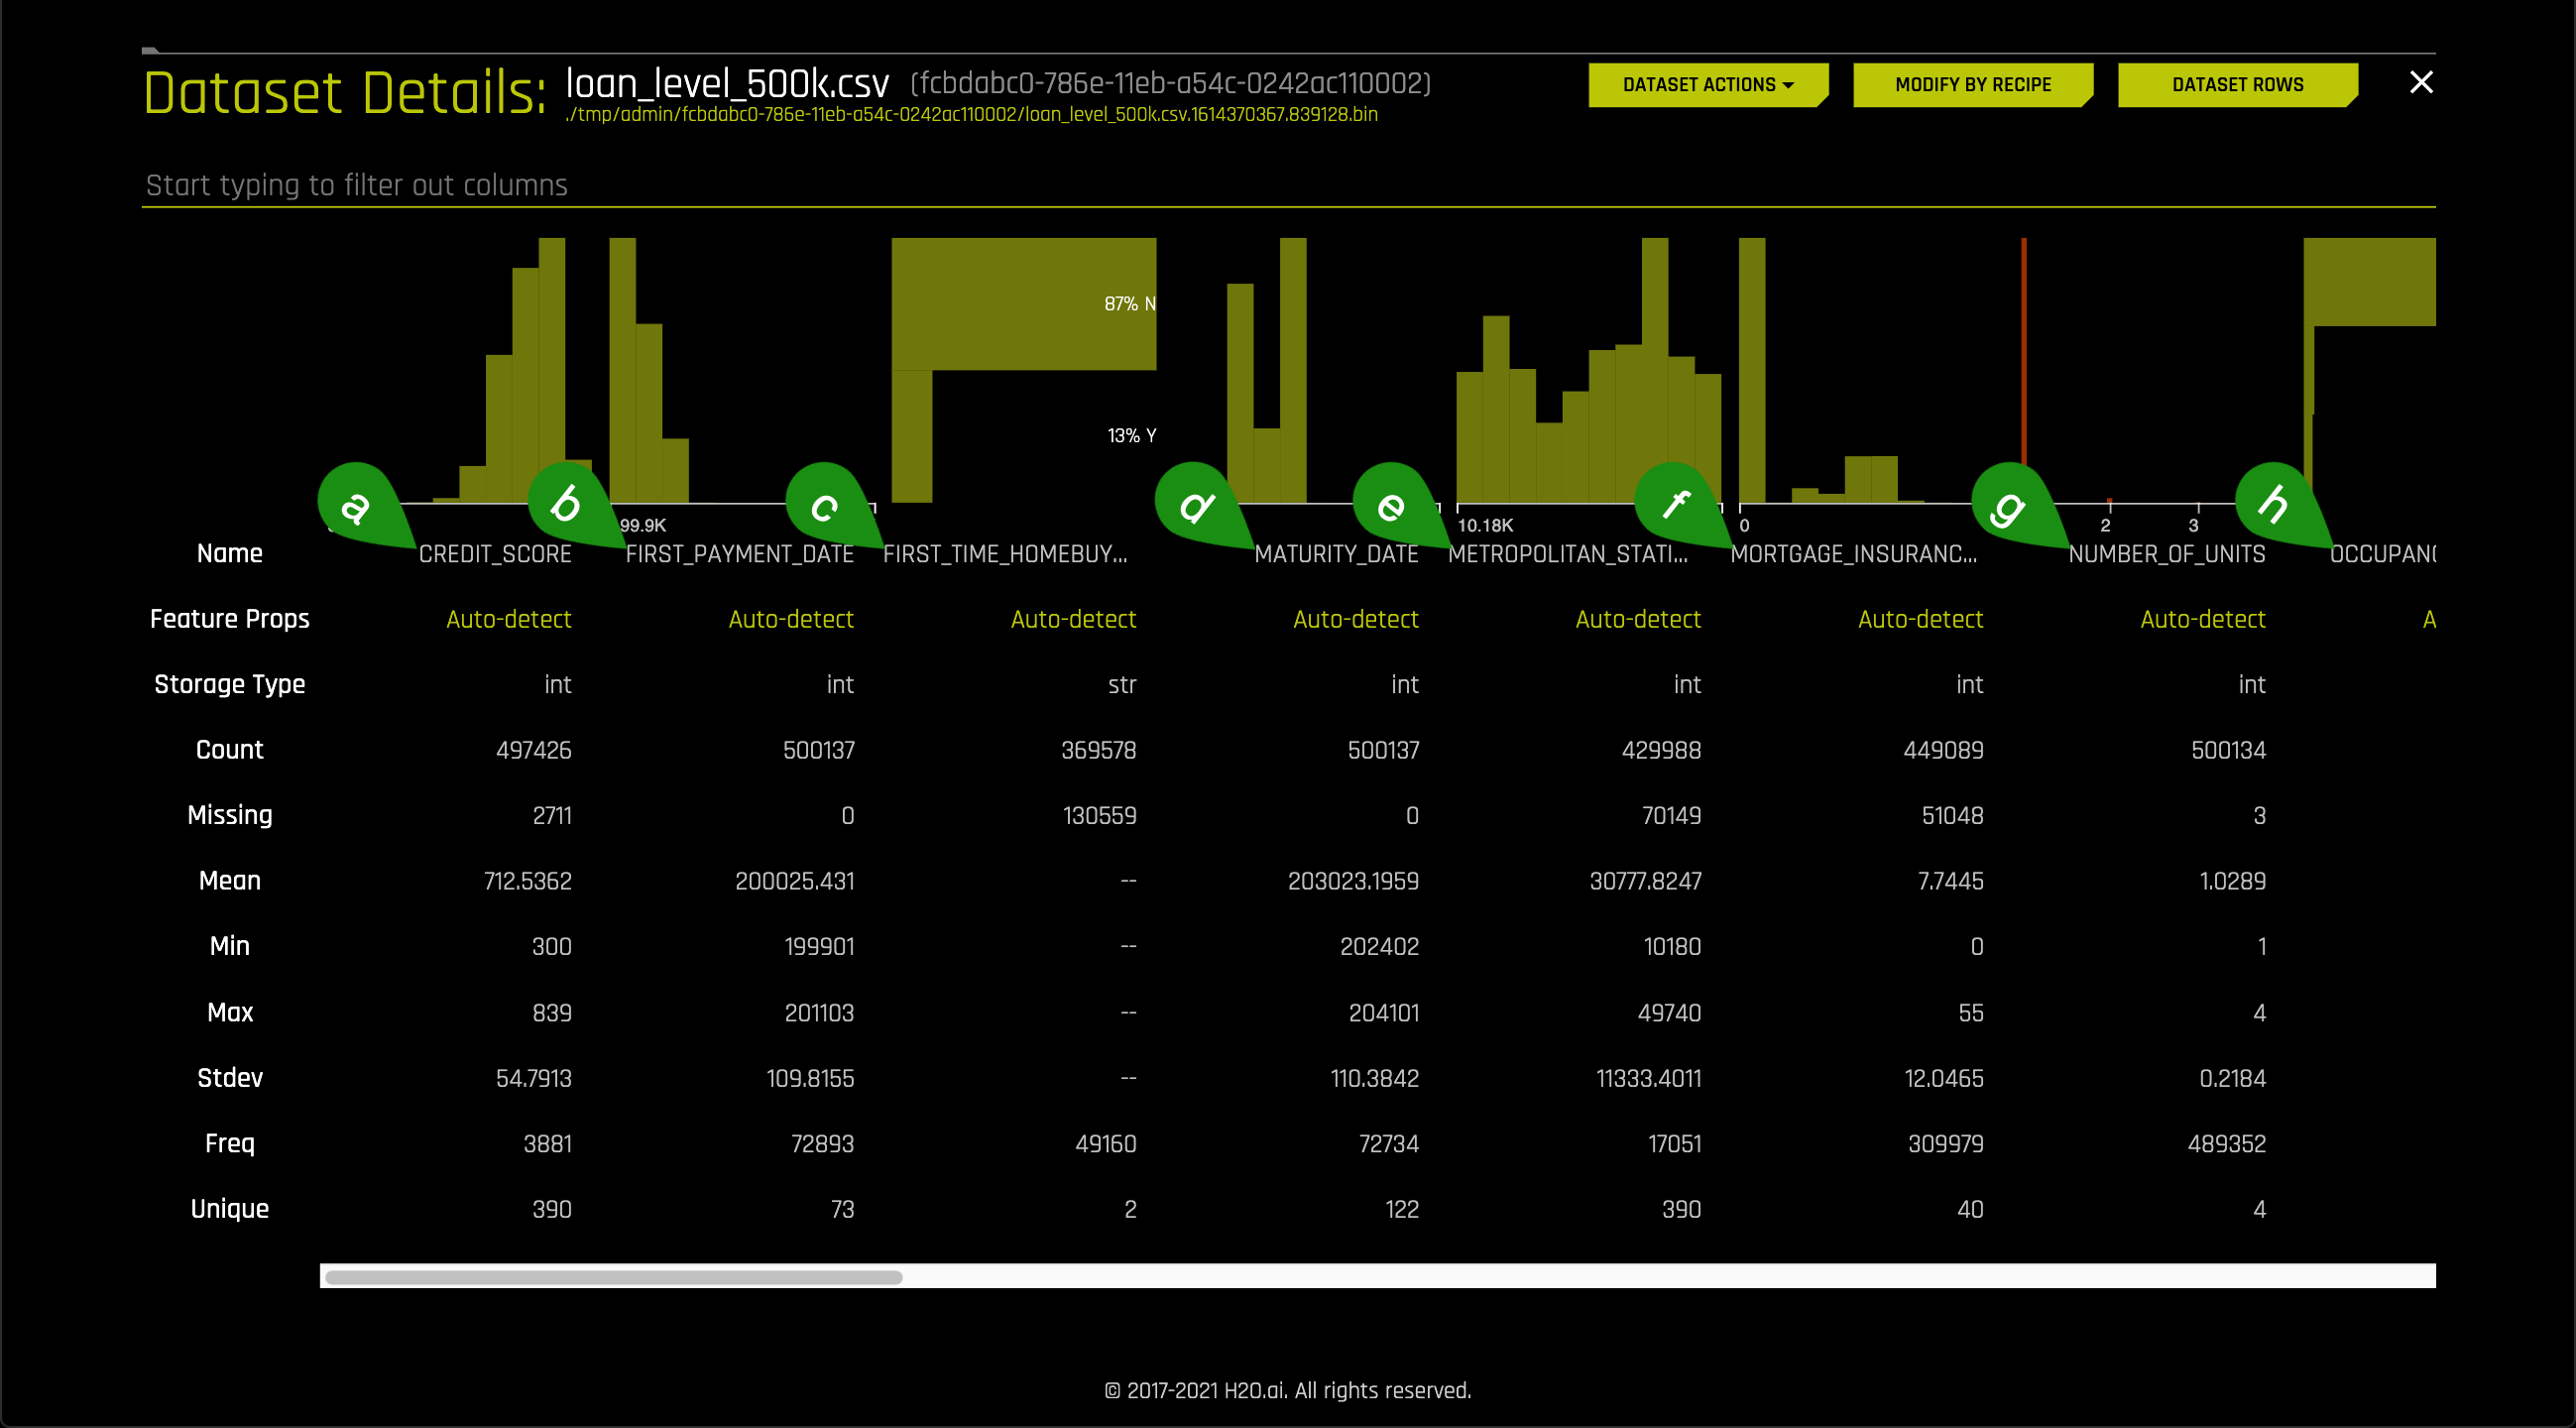 Dataset Details: loan_level_500k.csv (fcbdabc0-786e-11eb-a54c-0242ac110002)
./tmp/admin/fcbdabc0-786e-11eb-a54c-0242ac110002/loan_level_500k.csv.1614370367.839128.bin
DATASET ACTIONS MODIFY BY RECIPE DATASET ROWS
Start typing to filter out columns
87% N
13% Y
a b c d e f g h
99.9K 10.18K 0 2 3
Name CREDIT_SCORE FIRST_PAYMENT_DATE FIRST_TIME_HOMEBUY... MATURITY_DATE METROPOLITAN_STATI... MORTGAGE_INSURANC... NUMBER_OF_UNITS OCCUPAN
Feature Props Auto-detect Auto-detect Auto-detect Auto-detect Auto-detect Auto-detect Auto-detect A
Storage Type int int str int int int int
Count 497426 500137 369578 500137 429988 449089 500134
Missing 2711 0 130559 0 70149 51048 3
Mean 712.5362 200025.431 -- 203023.1959 30777.8247 7.7445 1.0289
Min 300 199901 -- 202402 10180 0 1
Max 839 201103 -- 204101 49740 55 4
Stdev 54.7913 109.8155 -- 110.3842 11333.4011 12.0465 0.2184
Freq 3881 72893 49160 72734 17051 309979 489352
Unique 390 73 2 122 390 40 4
© 2017-2021 H2O.ai. All rights reserved.